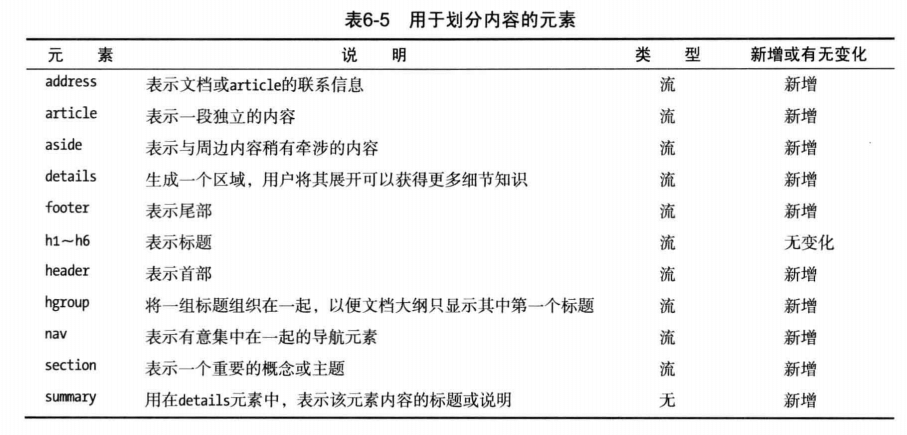 表6-5 用于划分内容的元素
元 素 说 明 类 型 新增或有无变化
address 表示文档或article的联系信息 流 新增
article 表示一段独立的内容 流 新增
aside 表示与周边内容稍有牵涉的内容 流 新增
details 生成一个区域，用户将其展开可以获得更多细节知识 流 新增
footer 表示尾部 流 新增
h1～h6 表示标题 流 无变化
header 表示首部 流 新增
hgroup 将一组标题组织在一起，以便文档大纲只显示其中第一个标题 流 新增
nav 表示有意集中在一起的导航元素 流 新增
section 表示一个重要的概念或主题 流 新增
summary 用在details元素中，表示该元素内容的标题或说明 无 新增